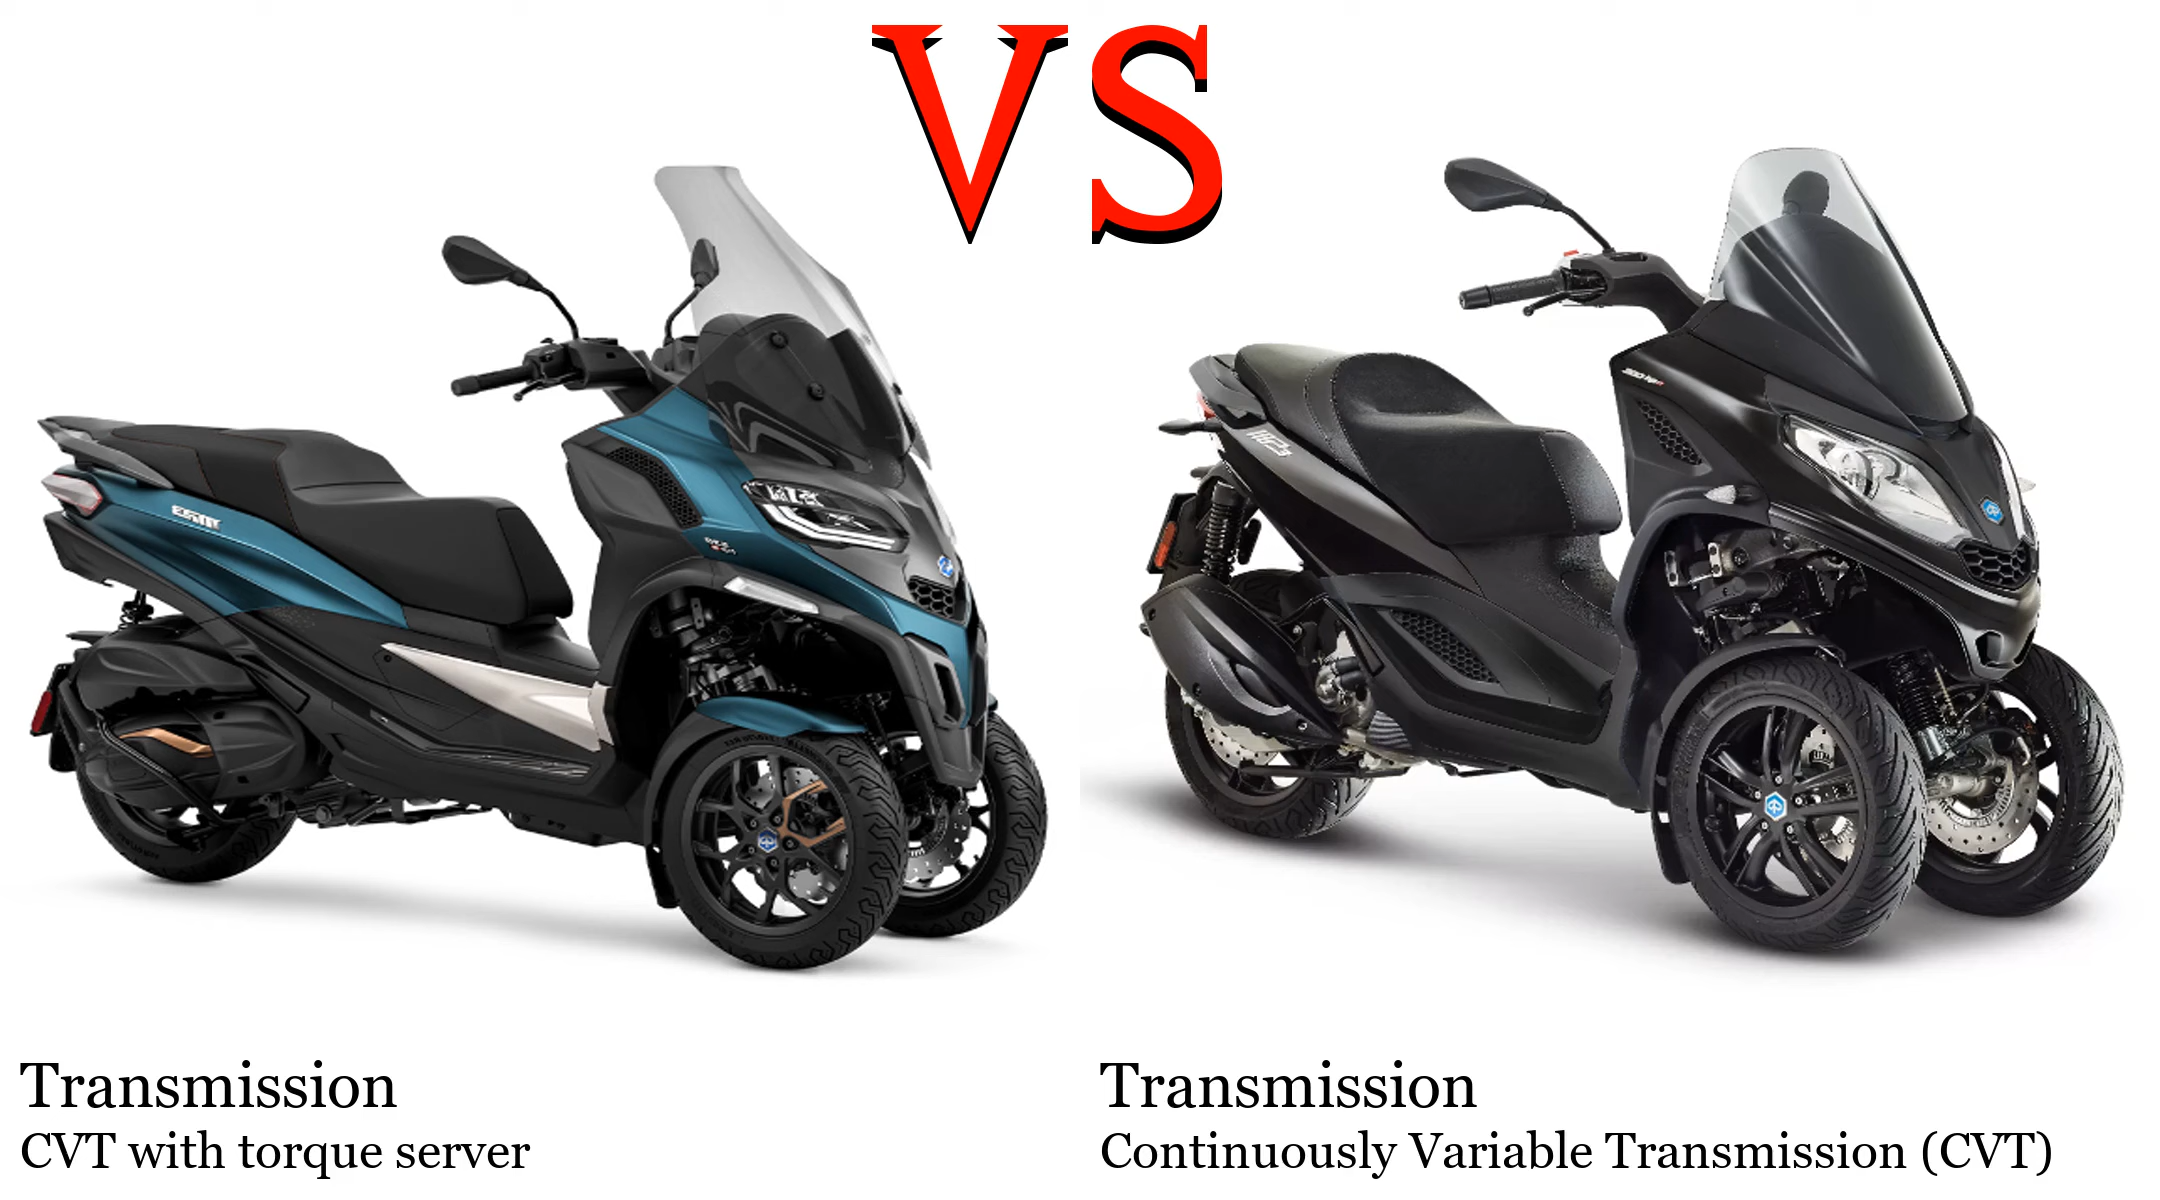 VS
Transmission
CVT with torque server
Transmission
Continuously Variable Transmission (CVT)